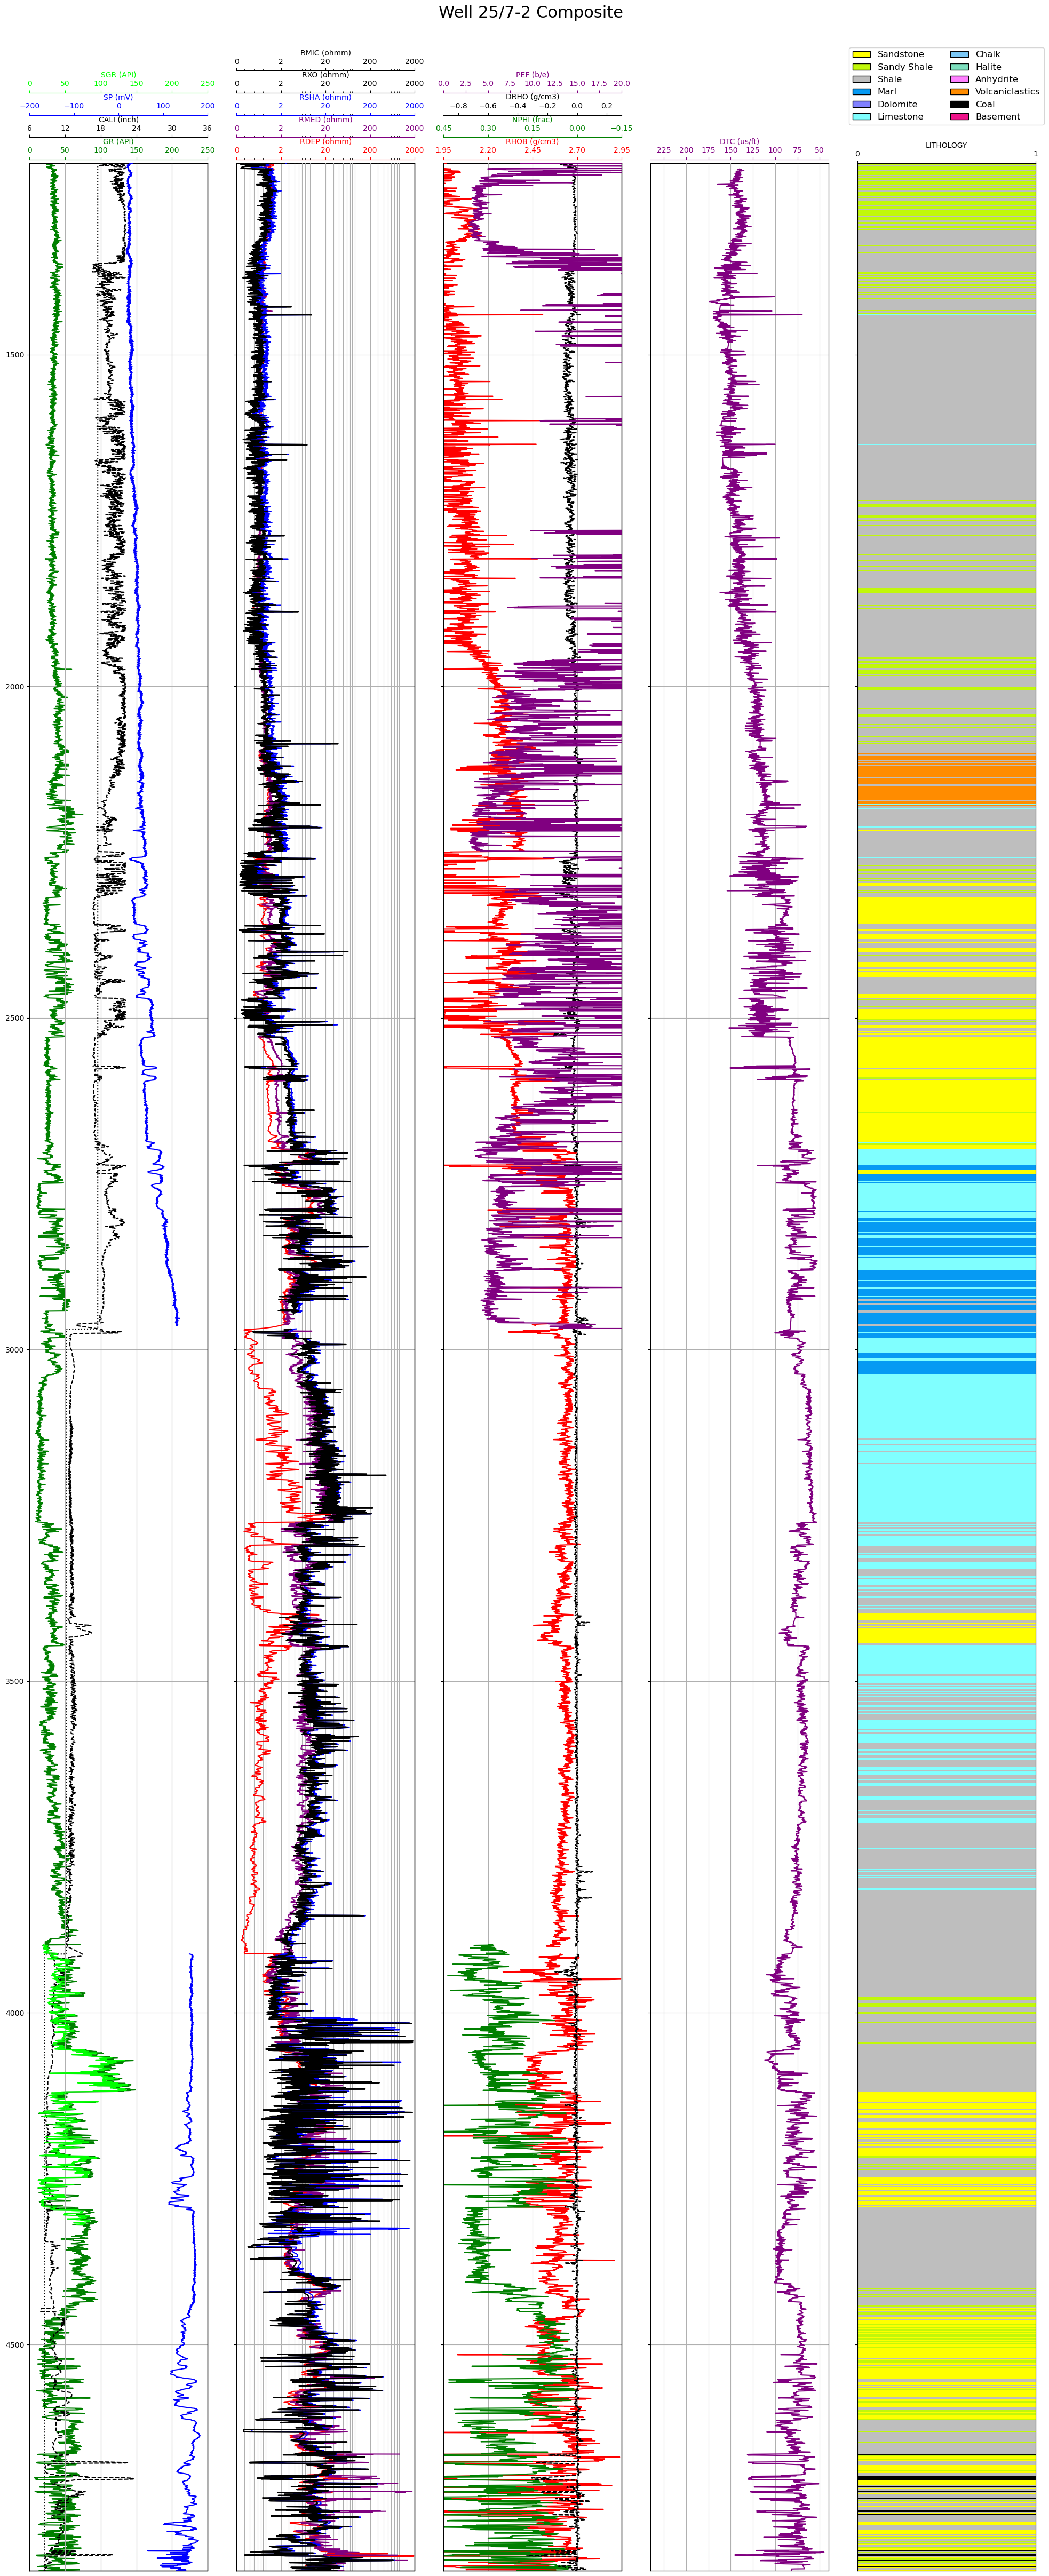 Well 25/7-2 Composite
RMIC (ohmm)
0 2 20 200 2000
Sandstone Chalk
Sandy Shale Halite
Shale Anhydrite
Marl Volcaniclastics
Dolomite Coal
Limestone Basement
SGR (API) RXO (ohmm) PEF (b/e)
0 50 100 150 200 250 0 2 20 200 2000 0.0 2.5 5.0 7.5 10.0 12.5 15.0 17.5 20.0
SP (mV) RSHA (ohmm) DRHO (g/cm3)
−200 −100 0 100 200 0 2 20 200 2000 −0.8 −0.6 −0.4 −0.2 0.0 0.2
CALI (inch) RMED (ohmm) NPHI (frac)
6 12 18 24 30 36 0 2 20 200 2000 0.45 0.30 0.15 0.00 −0.15
GR (API) RDEP (ohmm) RHOB (g/cm3) DTC (us/ft) LITHOLOGY
0 50 100 150 200 250 0 2 20 200 2000 1.95 2.20 2.45 2.70 2.95 225 200 175 150 125 100 75 50 0 1
1500
2000
2500
3000
3500
4000
4500